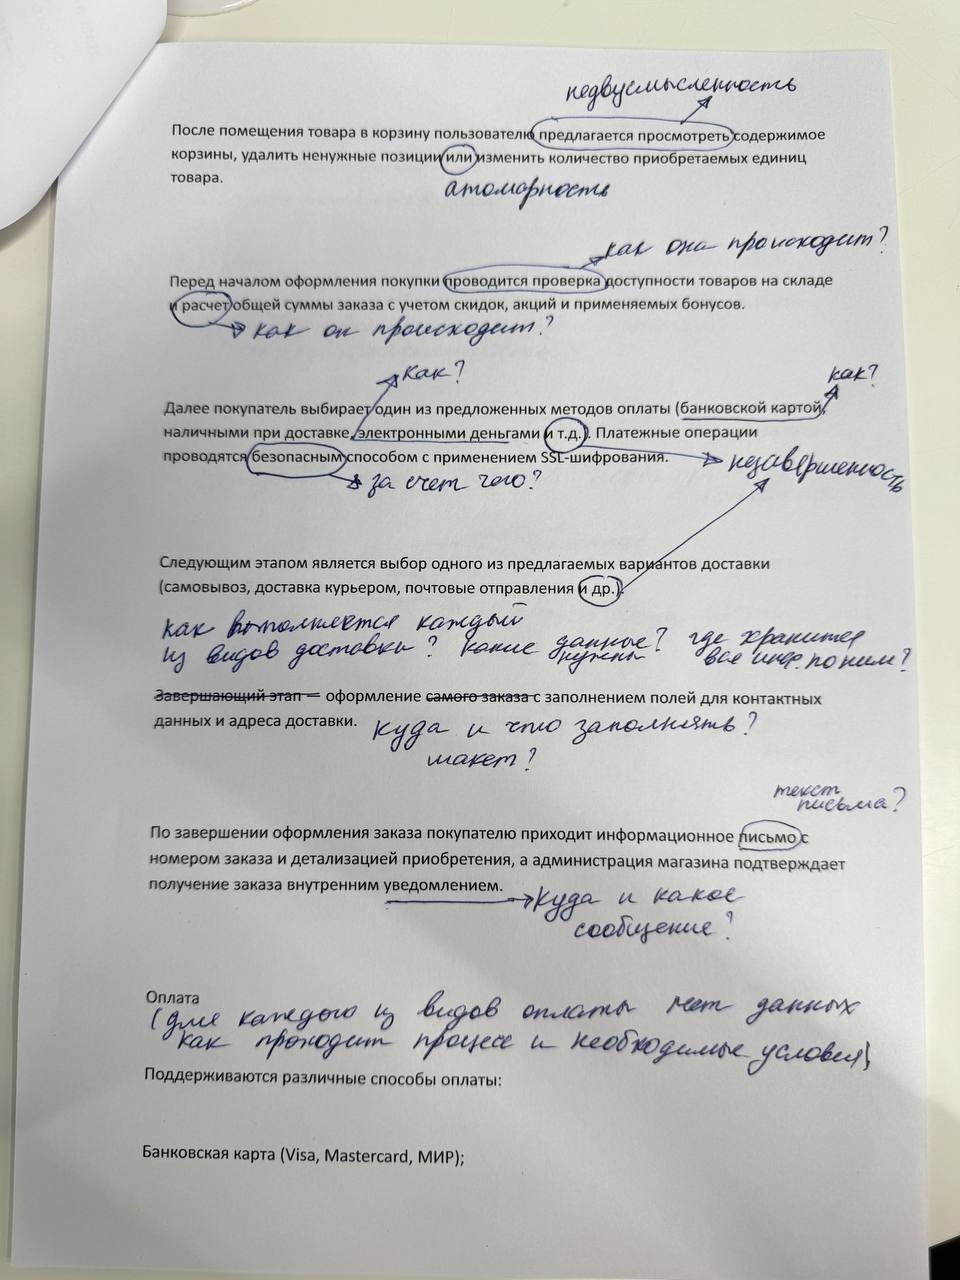 недвусмысленность
После помещения товара в корзину пользователю предлагается просмотреть содержимое
корзины, удалить ненужные позиции или изменить количество приобретаемых единиц
товара.
атомарность
как она происходит?
Перед началом оформления покупки проводится проверка доступности товаров на складе
и расчет общей суммы заказа с учетом скидок, акций и применяемых бонусов.
как он происходит?
как?
как?
Далее покупатель выбирает один из предложенных методов оплаты (банковской картой,
наличными при доставке, электронными деньгами и т.д.). Платежные операции
проводятся безопасным способом с применением SSL-шифрования.
незавершенность
за счет чего?
Следующим этапом является выбор одного из предлагаемых вариантов доставки
(самовывоз, доставка курьером, почтовые отправления и др.).
как выполняется каждый
из видов доставки? какие данные нужны? где хранится
вся инф. по ним?
Завершающий этап — оформление самого заказа с заполнением полей для контактных
данных и адреса доставки.
куда и что заполнять?
макет?
текст
письма?
По завершении оформления заказа покупателю приходит информационное письмо с
номером заказа и детализацией приобретения, а администрация магазина подтверждает
получение заказа внутренним уведомлением.
куда и какое
сообщение?
Оплата
(для каждого из видов оплаты нет данных
как проходит процесс и необходимые условия)
Поддерживаются различные способы оплаты:
Банковская карта (Visa, Mastercard, МИР);